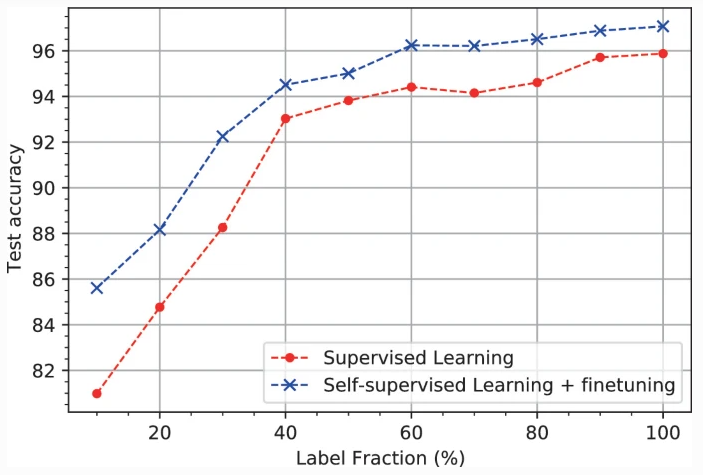 96
94
92
90
88
86
84
82
Test accuracy
Supervised Learning
Self-supervised Learning + finetuning
20 40 60 80 100
Label Fraction (%)